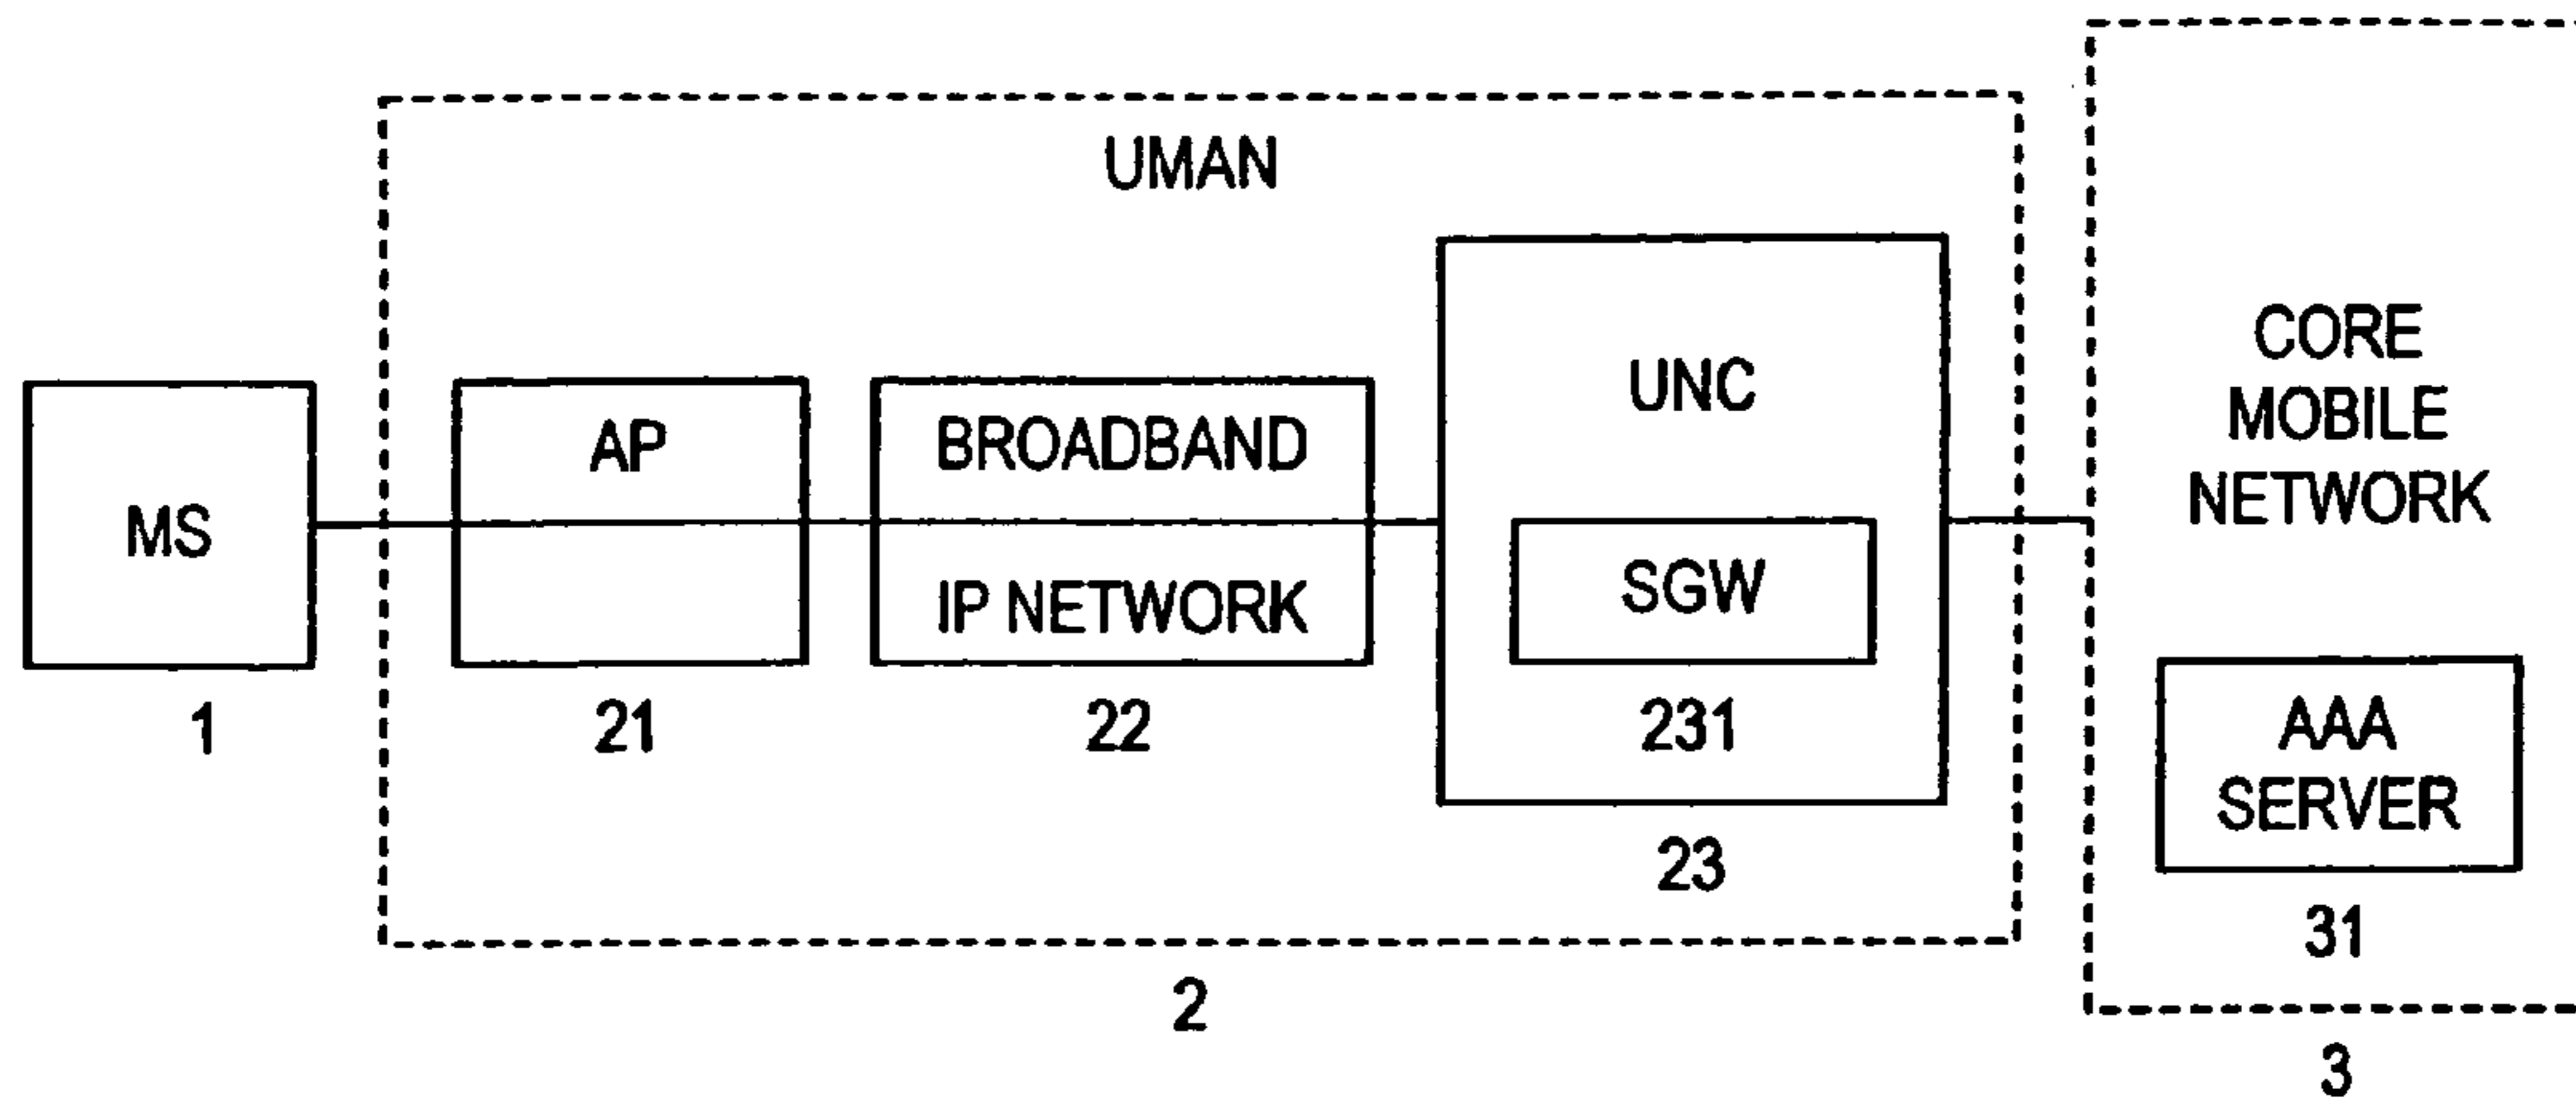 UMAN
MS
1
AP
21
BROADBAND
IP NETWORK
22
UNC
SGW
231
23
2
CORE
MOBILE
NETWORK
AAA
SERVER
31
3